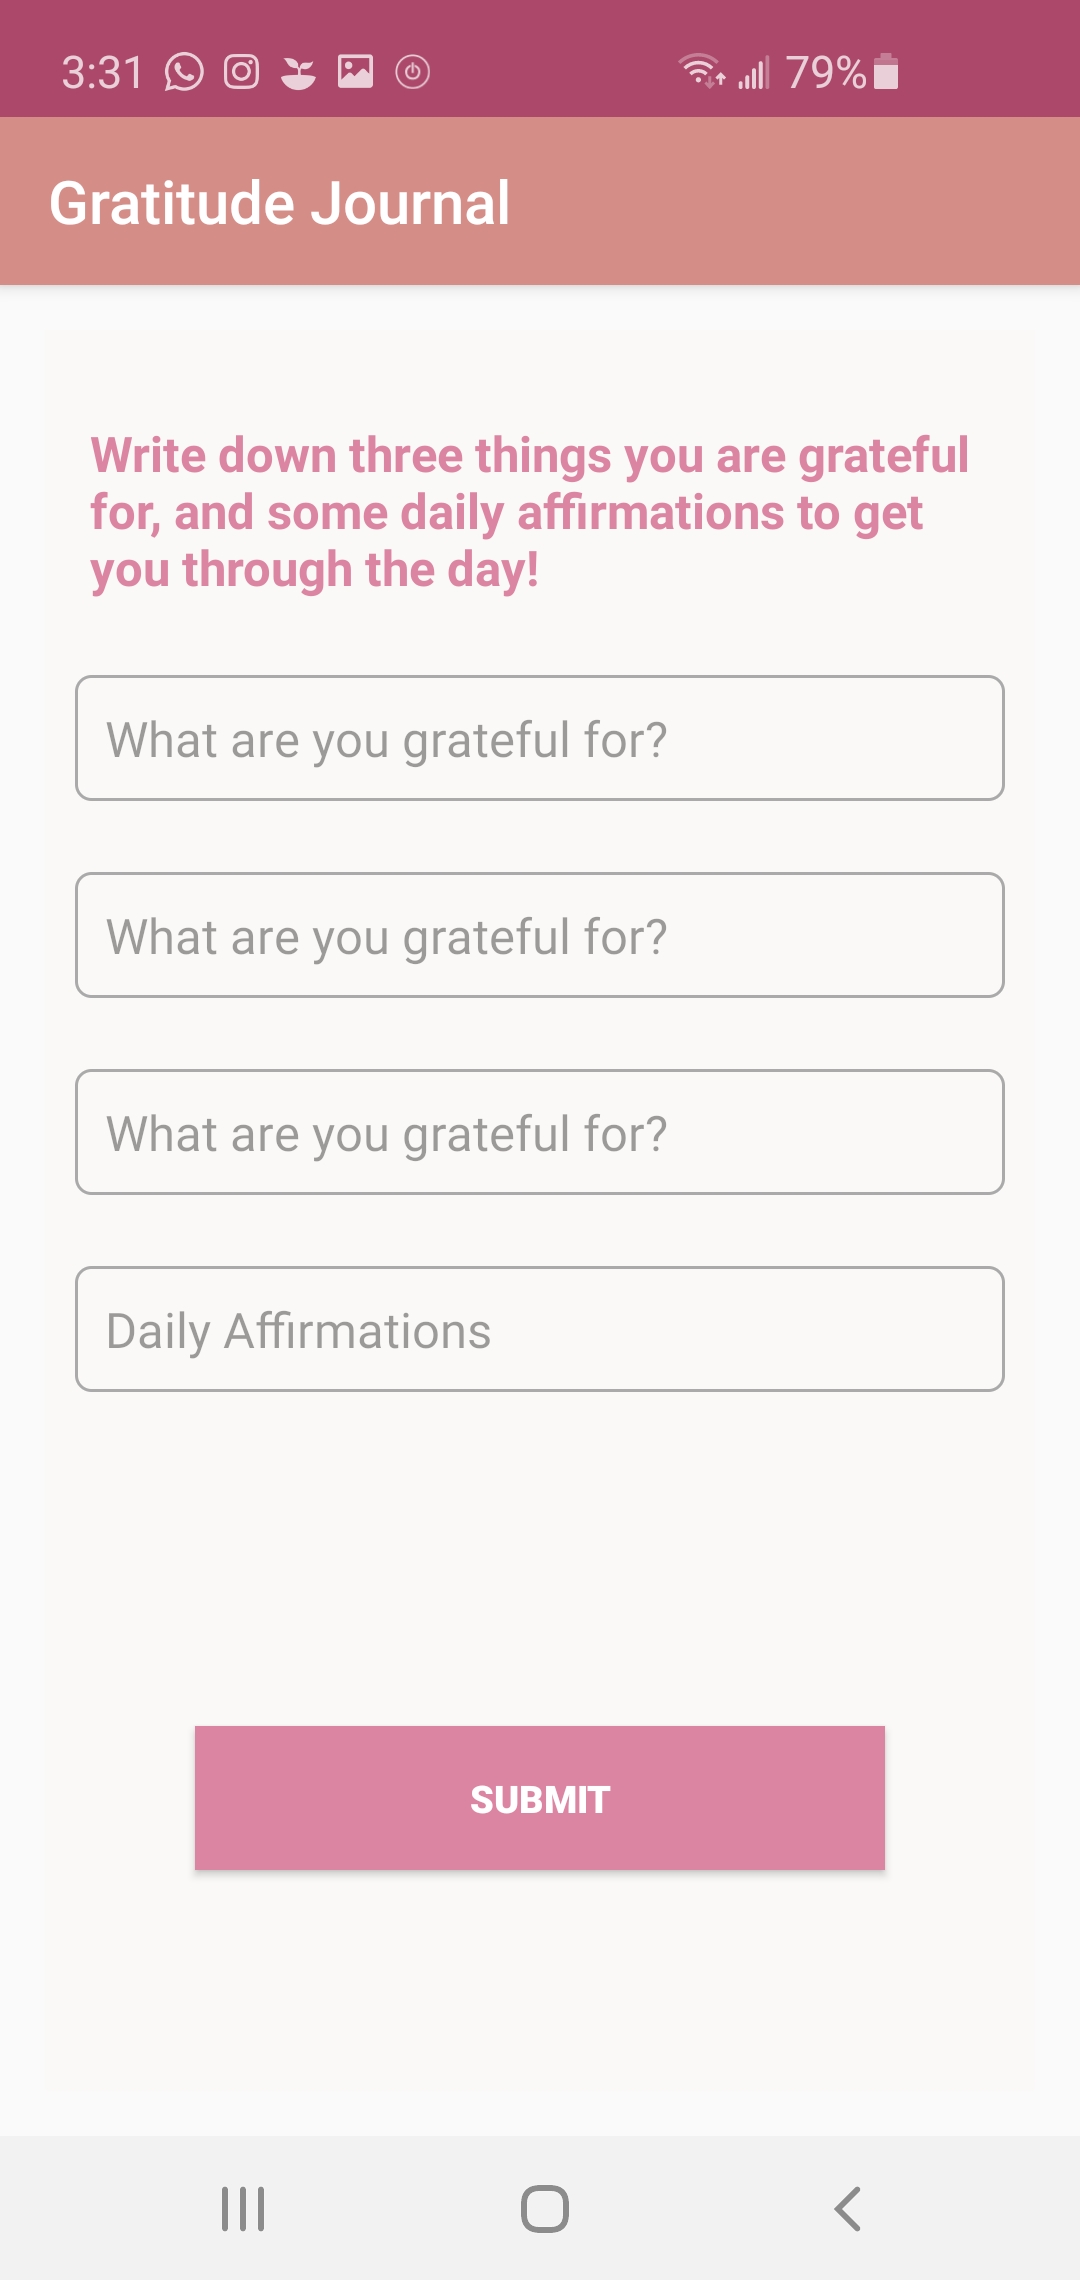 3:31 79%
Gratitude Journal
Write down three things you are grateful
for, and some daily affirmations to get
you through the day!
What are you grateful for?
What are you grateful for?
What are you grateful for?
Daily Affirmations
SUBMIT